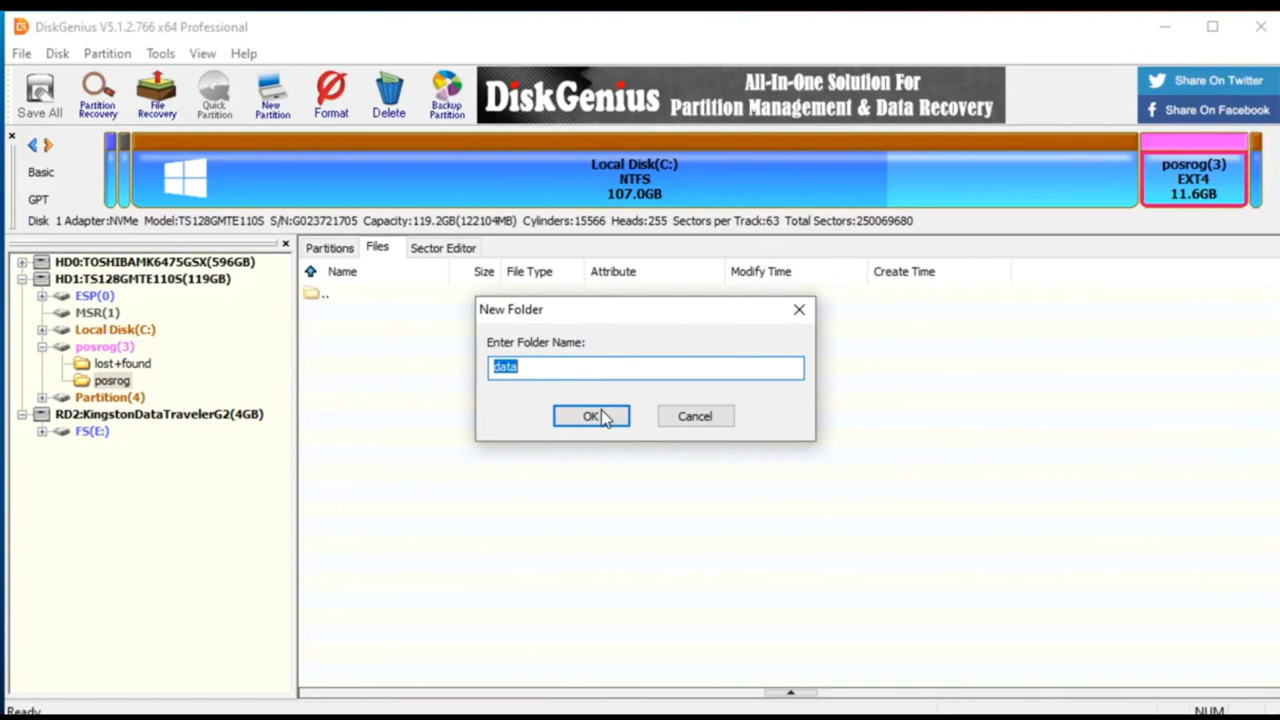 DiskGenius V5.1.2.766 x64 Professional
File Disk Partition Tools View Help
Save All
Partition Recovery
File Recovery
Quick Partition
New Partition
Format
Delete
Backup Partition
DiskGenius
All-In-One Solution For
Partition Management & Data Recovery
Share On Twitter
Share On Facebook
Basic
GPT
Local Disk(C:)
NTFS
107.0GB
posrog(3)
EXT4
11.6GB
Disk 1 Adapter:NVMe Model:TS128GMTE110S S/N:G023721705 Capacity:119.2GB(122104MB) Cylinders:15566 Heads:255 Sectors per Track:63 Total Sectors:250069680
HD0:TOSHIBAMK6475GSX(596GB)
HD1:TS128GMTE110S(119GB)
ESP(0)
MSR(1)
Local Disk(C:)
posrog(3)
lost+found
posrog
Partition(4)
RD2:KingstonDataTravelerG2(4GB)
FS(E:)
Partitions Files Sector Editor
Name Size File Type Attribute Modify Time Create Time
..
New Folder
Enter Folder Name:
data
OK Cancel
Ready NUM